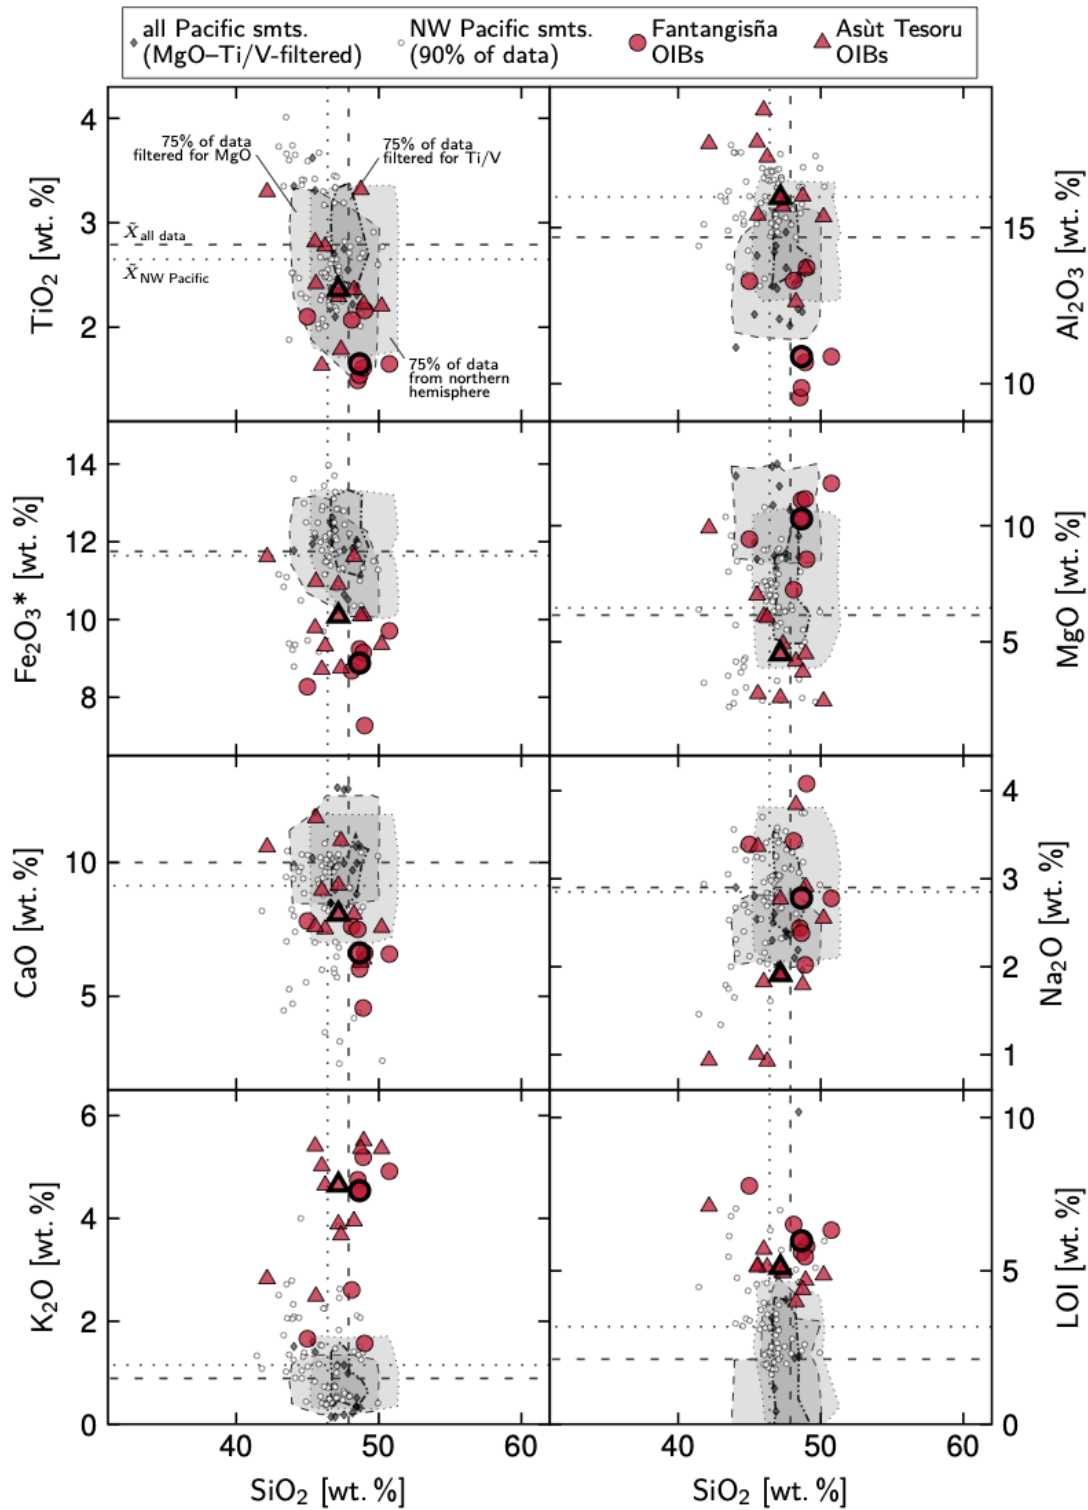 all Pacific smts.
(MgO–Ti/V-filtered)
NW Pacific smts.
(90% of data)
Fantangisña
OIBs
Asùt Tesoru
OIBs
TiO2 [wt. %]
4
3
2
75% of data
filtered for MgO
75% of data
filtered for Ti/V
x̃all data
x̃NW Pacific
75% of data
from northern
hemisphere
Al2O3 [wt. %]
15
10
Fe2O3* [wt. %]
14
12
10
8
MgO [wt. %]
10
5
CaO [wt. %]
10
5
Na2O [wt. %]
4
3
2
1
K2O [wt. %]
6
5
4
3
2
1
0
LOI [wt. %]
10
5
0
40 50 60
40 50 60
SiO2 [wt. %]
SiO2 [wt. %]